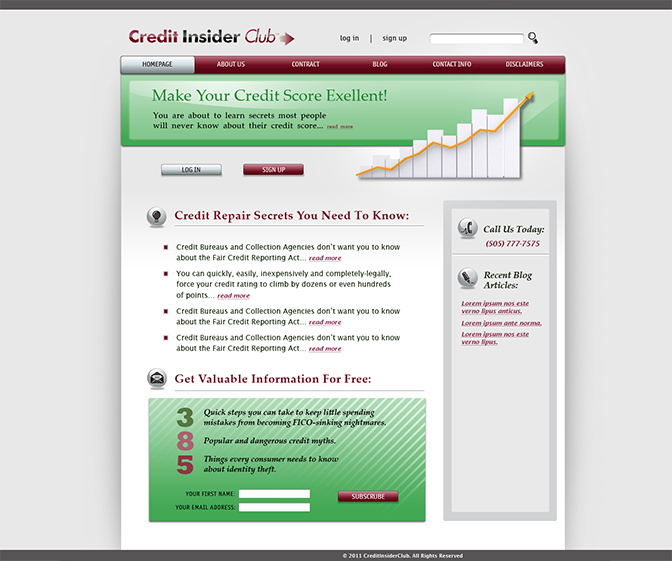 Credit Insider Club
log in | sign up
HOMEPAGE ABOUT US CONTRACT BLOG CONTACT INFO DISCLAIMERS
Make Your Credit Score Exellent!
You are about to learn secrets most people
will never know about their credit score... read more
LOG IN SIGN UP
Credit Repair Secrets You Need To Know:
Credit Bureaus and Collection Agencies don't want you to know
about the Fair Credit Reporting Act... read more
You can quickly, easily, inexpensively and completely-legally,
force your credit rating to climb by dozens or even hundreds
of points... read more
Credit Bureaus and Collection Agencies don't want you to know
about the Fair Credit Reporting Act... read more
Credit Bureaus and Collection Agencies don't want you to know
about the Fair Credit Reporting Act... read more
Get Valuable Information For Free:
3 Quick steps you can take to keep little spending
mistakes from becoming FICO-sinking nightmares.
8 Popular and dangerous credit myths.
5 Things every consumer needs to know
about identity theft.
YOUR FIRST NAME:
YOUR EMAIL ADDRESS:
SUBSCRUBE
Call Us Today:
(505) 777-7575
Recent Blog
Articles:
Lorem ipsum nos este
verno lipus anticus.
Lorem ipsum ante norma.
Lorem ipsum nos este
verno lipus.
© 2011 CreditInsiderClub. All Rights Reserved